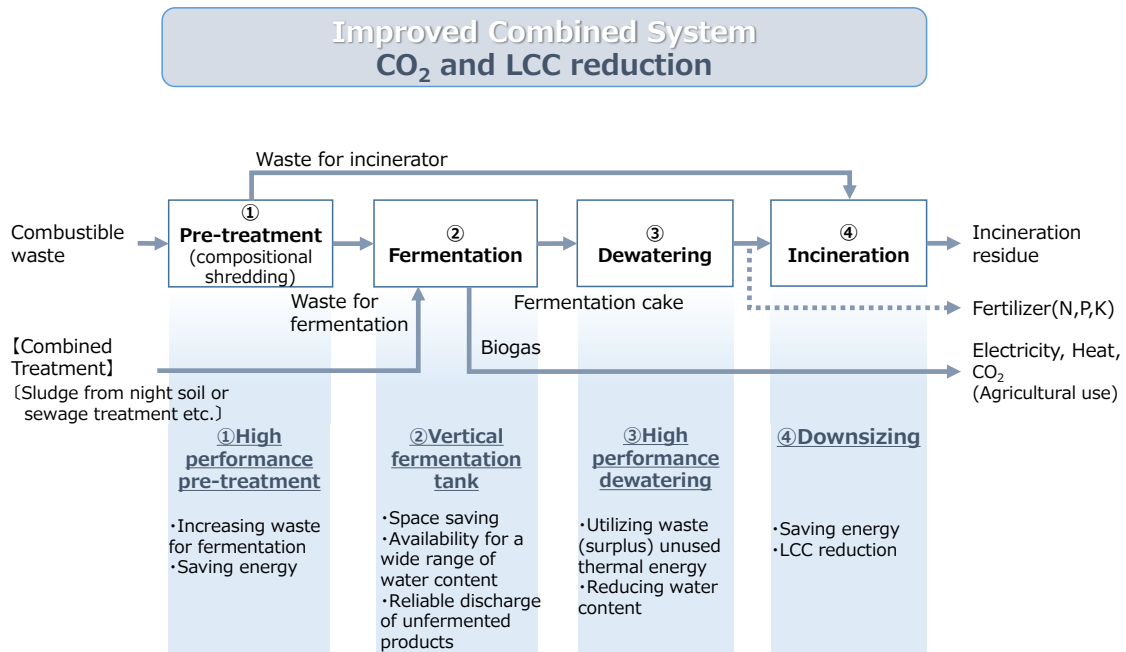 Improved Combined System
CO₂ and LCC reduction
Waste for incinerator
Combustible
waste
①
Pre-treatment
(compositional
shredding)
②
Fermentation
③
Dewatering
④
Incineration
Incineration
residue
Waste for
fermentation
Fermentation cake
Fertilizer(N,P,K)
Biogas
【Combined
Treatment】
〔Sludge from night soil or
sewage treatment etc.〕
Electricity, Heat,
CO₂
(Agricultural use)
①High
performance
pre-treatment
・Increasing waste
for fermentation
・Saving energy
②Vertical
fermentation
tank
・Space saving
・Availability for a
wide range of
water content
・Reliable discharge
of unfermented
products
③High
performance
dewatering
・Utilizing waste
(surplus) unused
thermal energy
・Reducing water
content
④Downsizing
・Saving energy
・LCC reduction